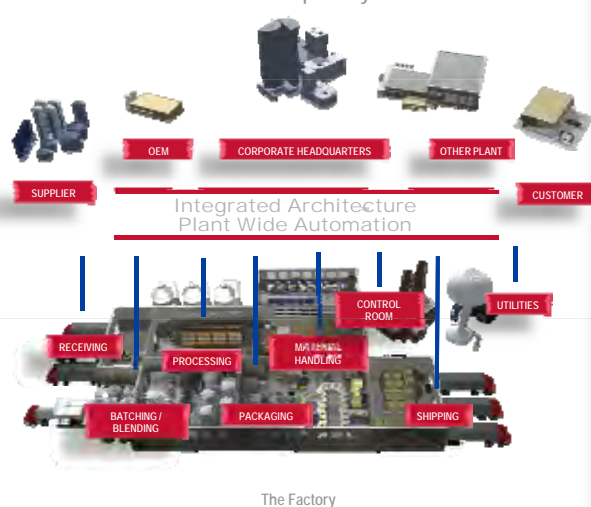 OEM
CORPORATE HEADQUARTERS
OTHER PLANT
SUPPLIER
CUSTOMER
Integrated Architecture
Plant Wide Automation
CONTROL
ROOM
UTILITIES
RECEIVING
PROCESSING
MATERIAL
HANDLING
BATCHING /
BLENDING
PACKAGING
SHIPPING
The Factory